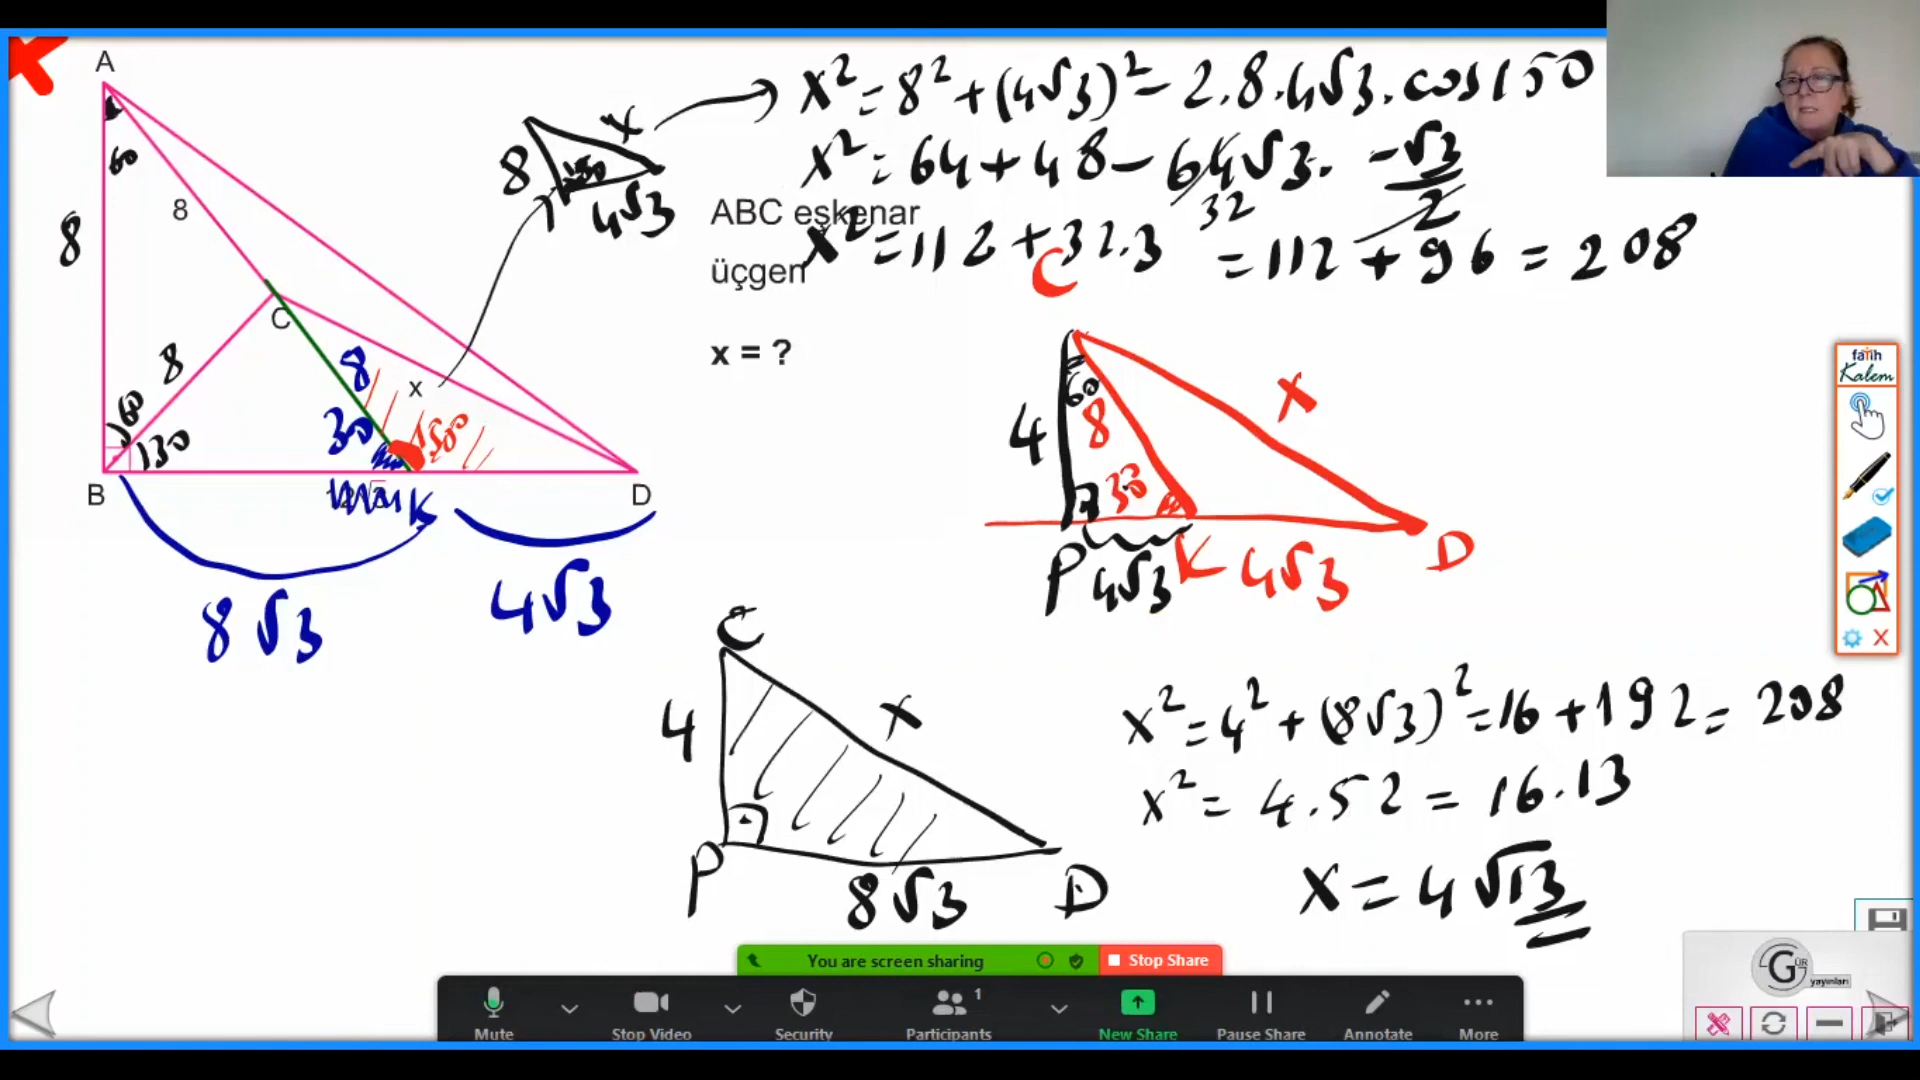 A
60
8
8
8
C
60
30
B
8
30
x
150
K
D
8√3
4√3
8
150
x
4√3
ABC eşkenar
üçgen
x = ?
x² = 8² + (4√3)² - 2.8.4√3.cos150
x² = 64 + 48 - 64√3. -√3
32 2
x² = 112 + 32.3 = 112 + 96 = 208
C
60
4
8
x
30
P
4√3
K
4√3
D
C
4
x
P
8√3
D
x² = 4² + (8√3)² = 16 + 192 = 208
x² = 4.52 = 16.13
x = 4√13
fatih
Kalem
GÜR
yayınları
You are screen sharing
Stop Share
Mute
Stop Video
Security
Participants
1
New Share
Pause Share
Annotate
More